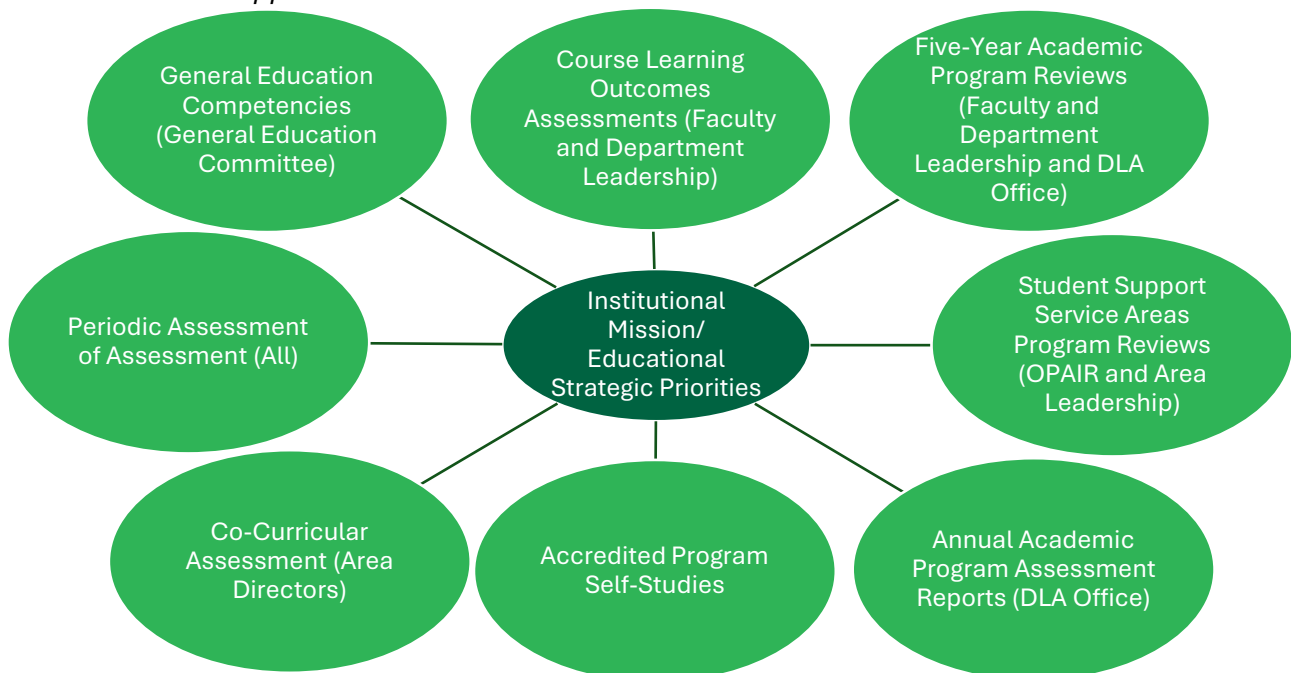 General Education
Competencies
(General Education
Committee)
Course Learning
Outcomes
Assessments (Faculty
and Department
Leadership)
Five-Year Academic
Program Reviews
(Faculty and
Department
Leadership and DLA
Office)
Periodic Assessment
of Assessment (All)
Institutional
Mission/
Educational
Strategic Priorities
Student Support
Service Areas
Program Reviews
(OPAIR and Area
Leadership)
Co-Curricular
Assessment (Area
Directors)
Accredited Program
Self-Studies
Annual Academic
Program Assessment
Reports (DLA Office)